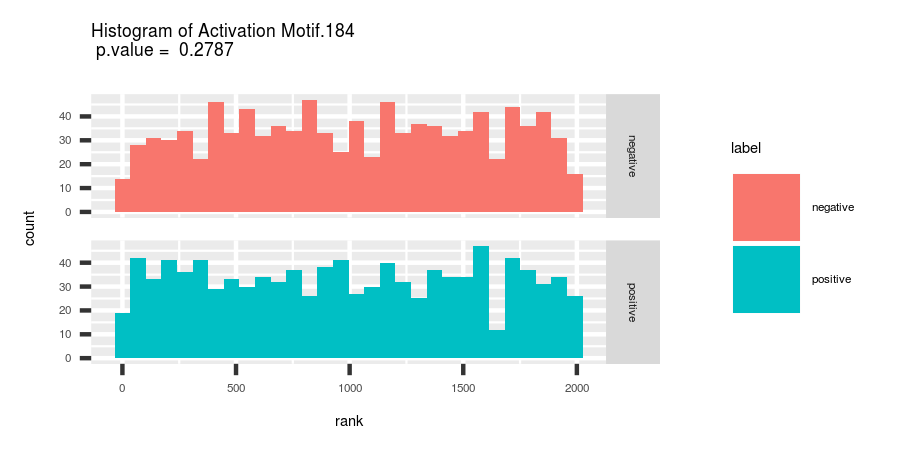 Histogram of Activation Motif.184
p.value =  0.2787
count
40
30
20
10
0
negative
40
30
20
10
0
positive
0
500
1000
1500
2000
rank
label
negative
positive